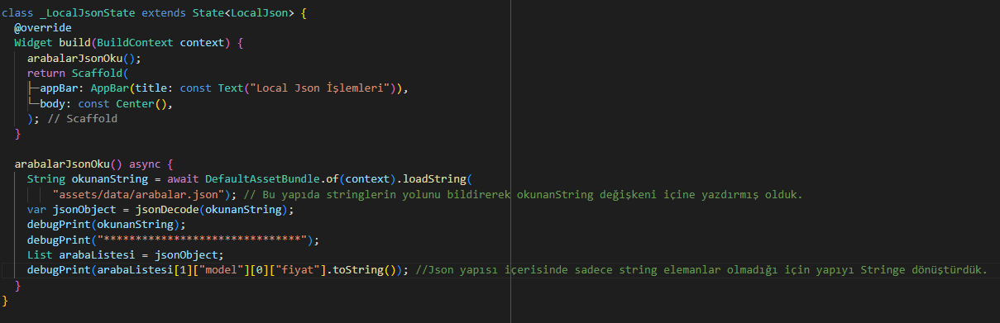 class _LocalJsonState extends State<LocalJson> {
@override
Widget build(BuildContext context) {
arabalarJsonOku();
return Scaffold(
appBar: AppBar(title: const Text("Local Json İşlemleri")),
body: const Center(),
); // Scaffold
}
arabalarJsonOku() async {
String okunanString = await DefaultAssetBundle.of(context).loadString(
"assets/data/arabalar.json"); // Bu yapıda stringlerin yolunu bildirerek okunanString değişkeni içine yazdırmış olduk.
var jsonObject = jsonDecode(okunanString);
debugPrint(okunanString);
debugPrint("*******************************");
List arabaListesi = jsonObject;
debugPrint(arabaListesi[1]["model"][0]["fiyat"].toString()); //Json yapısı içerisinde sadece string elemanlar olmadığı için yapıyı Stringe dönüştürdük.
}
}